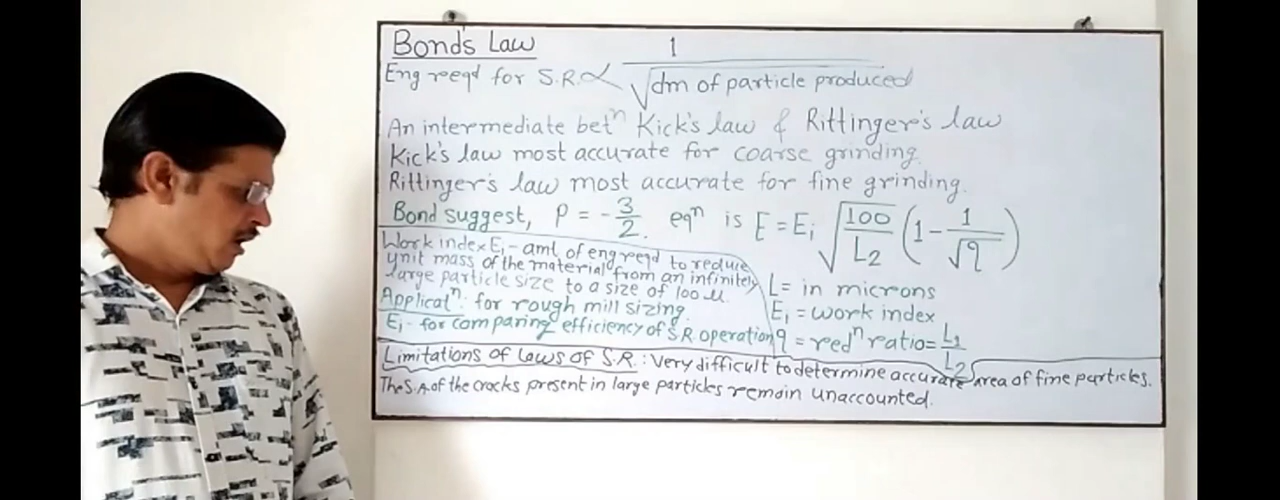 Bond's Law
Eng reqd for S.R. ∝ 1 / √dm of particle produced
An intermediate betⁿ Kick's law & Rittinger's law
Kick's law most accurate for coarse grinding.
Rittinger's law most accurate for fine grinding.
Bond suggest, P = -3/2. eqⁿ is E = Ei √(100/L2) (1 - 1/√q)
Work index Ei - amt of eng reqd to reduce
unit mass of the material from an infinitely
large particle size to a size of 100 μ.
Applicatⁿ: for rough mill sizing.
Ei - for comparing efficiency of S.R. operation
L = in microns
Ei = work index
q = redⁿ ratio = L1/L2
Limitations of laws of S.R.: Very difficult to determine accurate area of fine particles.
The S.A. of the cracks present in large particles remain unaccounted.